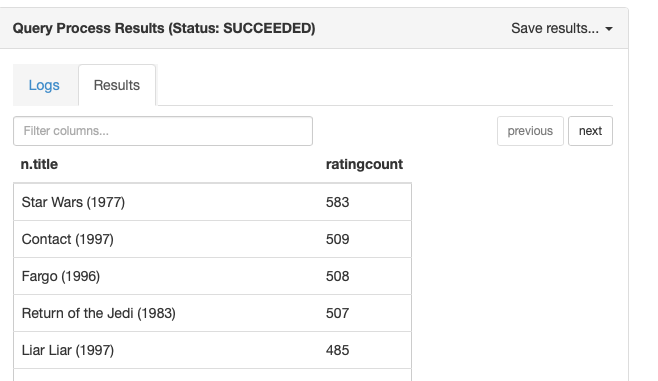 Query Process Results (Status: SUCCEEDED) Save results...
Logs Results
Filter columns... previous next
n.title ratingcount
Star Wars (1977) 583
Contact (1997) 509
Fargo (1996) 508
Return of the Jedi (1983) 507
Liar Liar (1997) 485